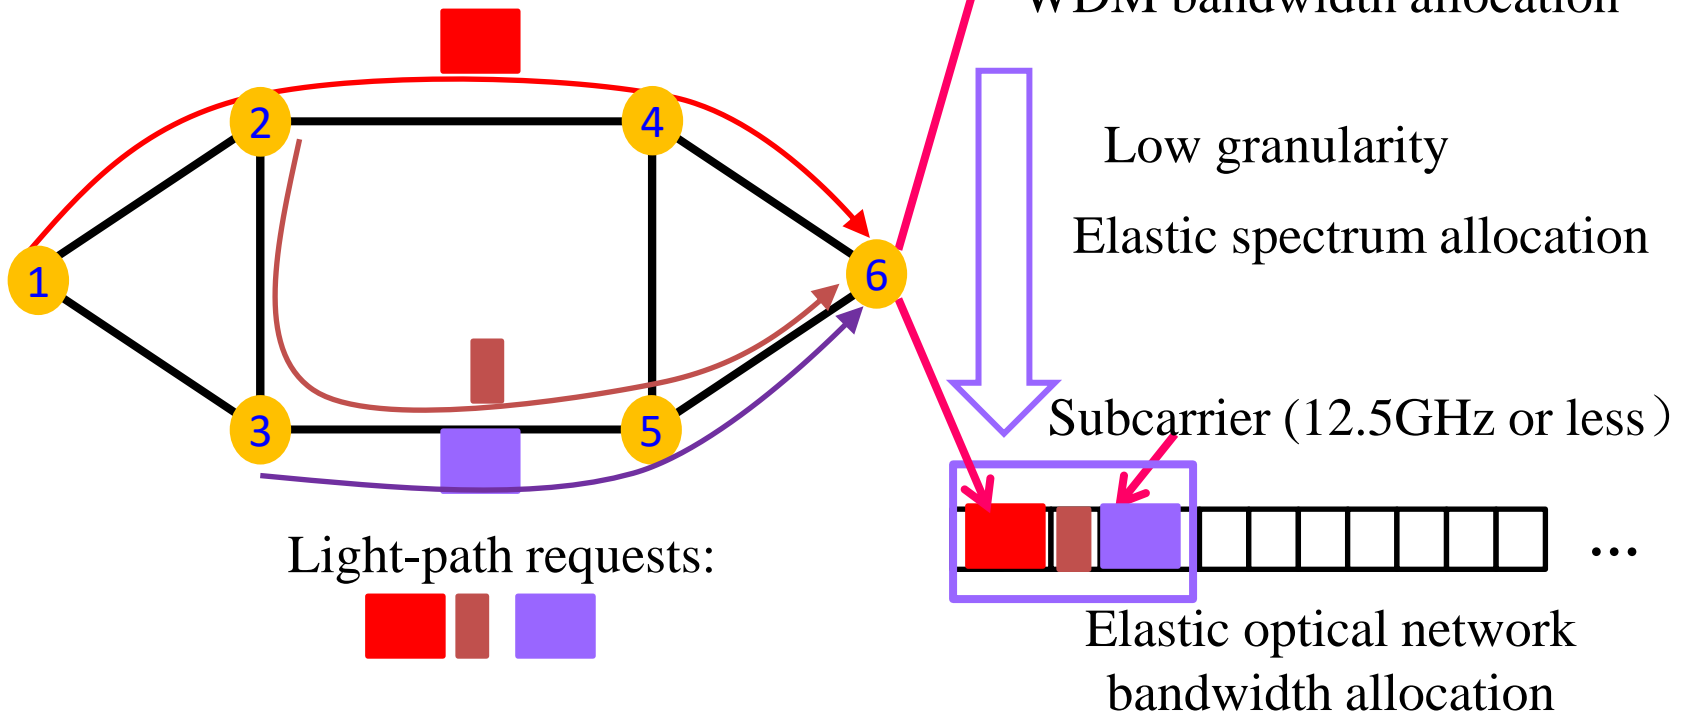 WDM bandwidth allocation
2
4
Low granularity
Elastic spectrum allocation
1
6
3
5
Subcarrier (12.5GHz or less）
Light-path requests:
...
Elastic optical network
bandwidth allocation